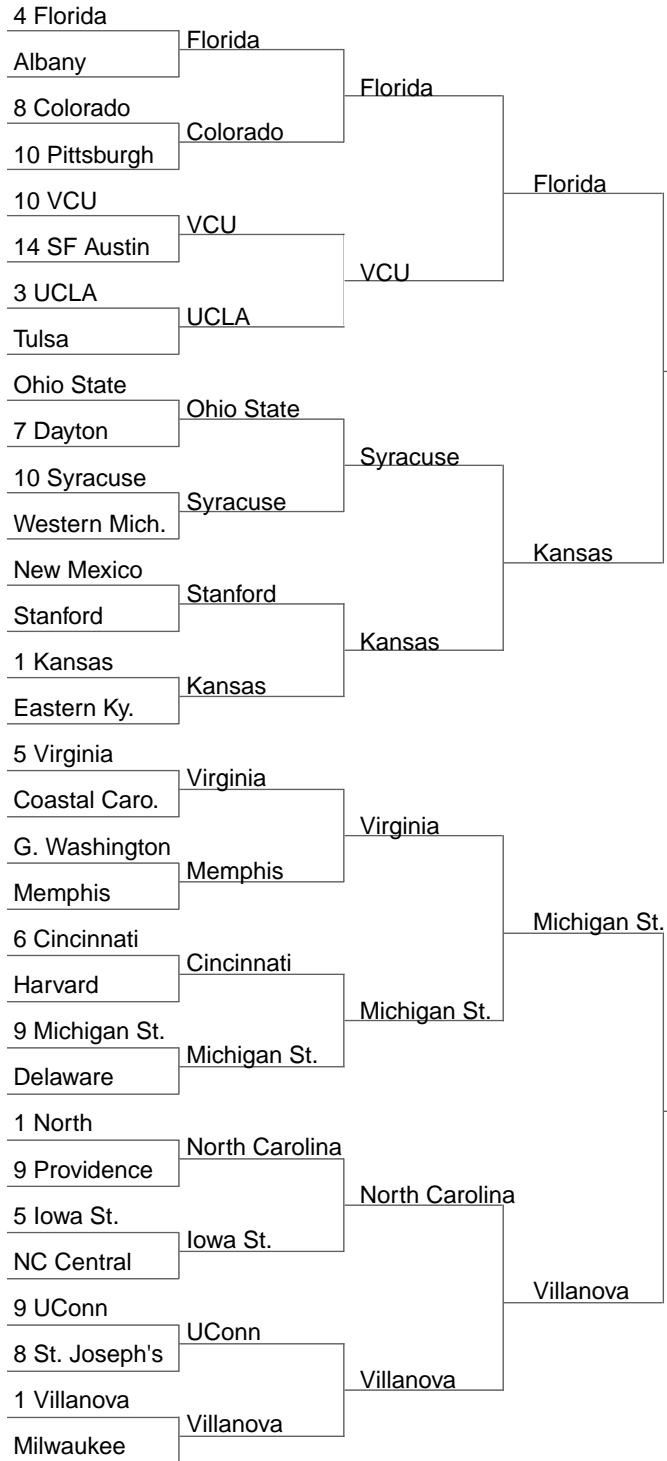 4 Florida
Albany
8 Colorado
10 Pittsburgh
10 VCU
14 SF Austin
3 UCLA
Tulsa
Ohio State
7 Dayton
10 Syracuse
Western Mich.
New Mexico
Stanford
1 Kansas
Eastern Ky.
5 Virginia
Coastal Caro.
G. Washington
Memphis
6 Cincinnati
Harvard
9 Michigan St.
Delaware
1 North
9 Providence
5 Iowa St.
NC Central
9 UConn
8 St. Joseph's
1 Villanova
Milwaukee
Florida
Colorado
VCU
UCLA
Ohio State
Syracuse
Stanford
Kansas
Virginia
Memphis
Cincinnati
Michigan St.
North Carolina
Iowa St.
UConn
Villanova
Florida
VCU
Syracuse
Kansas
Virginia
Michigan St.
North Carolina
Villanova
Florida
Kansas
Michigan St.
Villanova